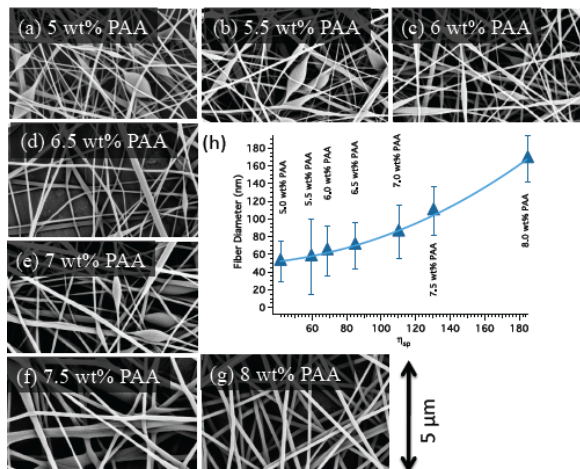 (a) 5 wt% PAA
(b) 5.5 wt% PAA
(c) 6 wt% PAA
(d) 6.5 wt% PAA
(h)
180
160
140
120
100
80
60
40
20
0
Fiber Diameter (nm)
5.0 wt% PAA
5.5 wt% PAA
6.0 wt% PAA
6.5 wt% PAA
7.0 wt% PAA
7.5 wt% PAA
8.0 wt% PAA
60
80
100
120
140
160
180
ηsp
(e) 7 wt% PAA
(f) 7.5 wt% PAA
(g) 8 wt% PAA
5 μm